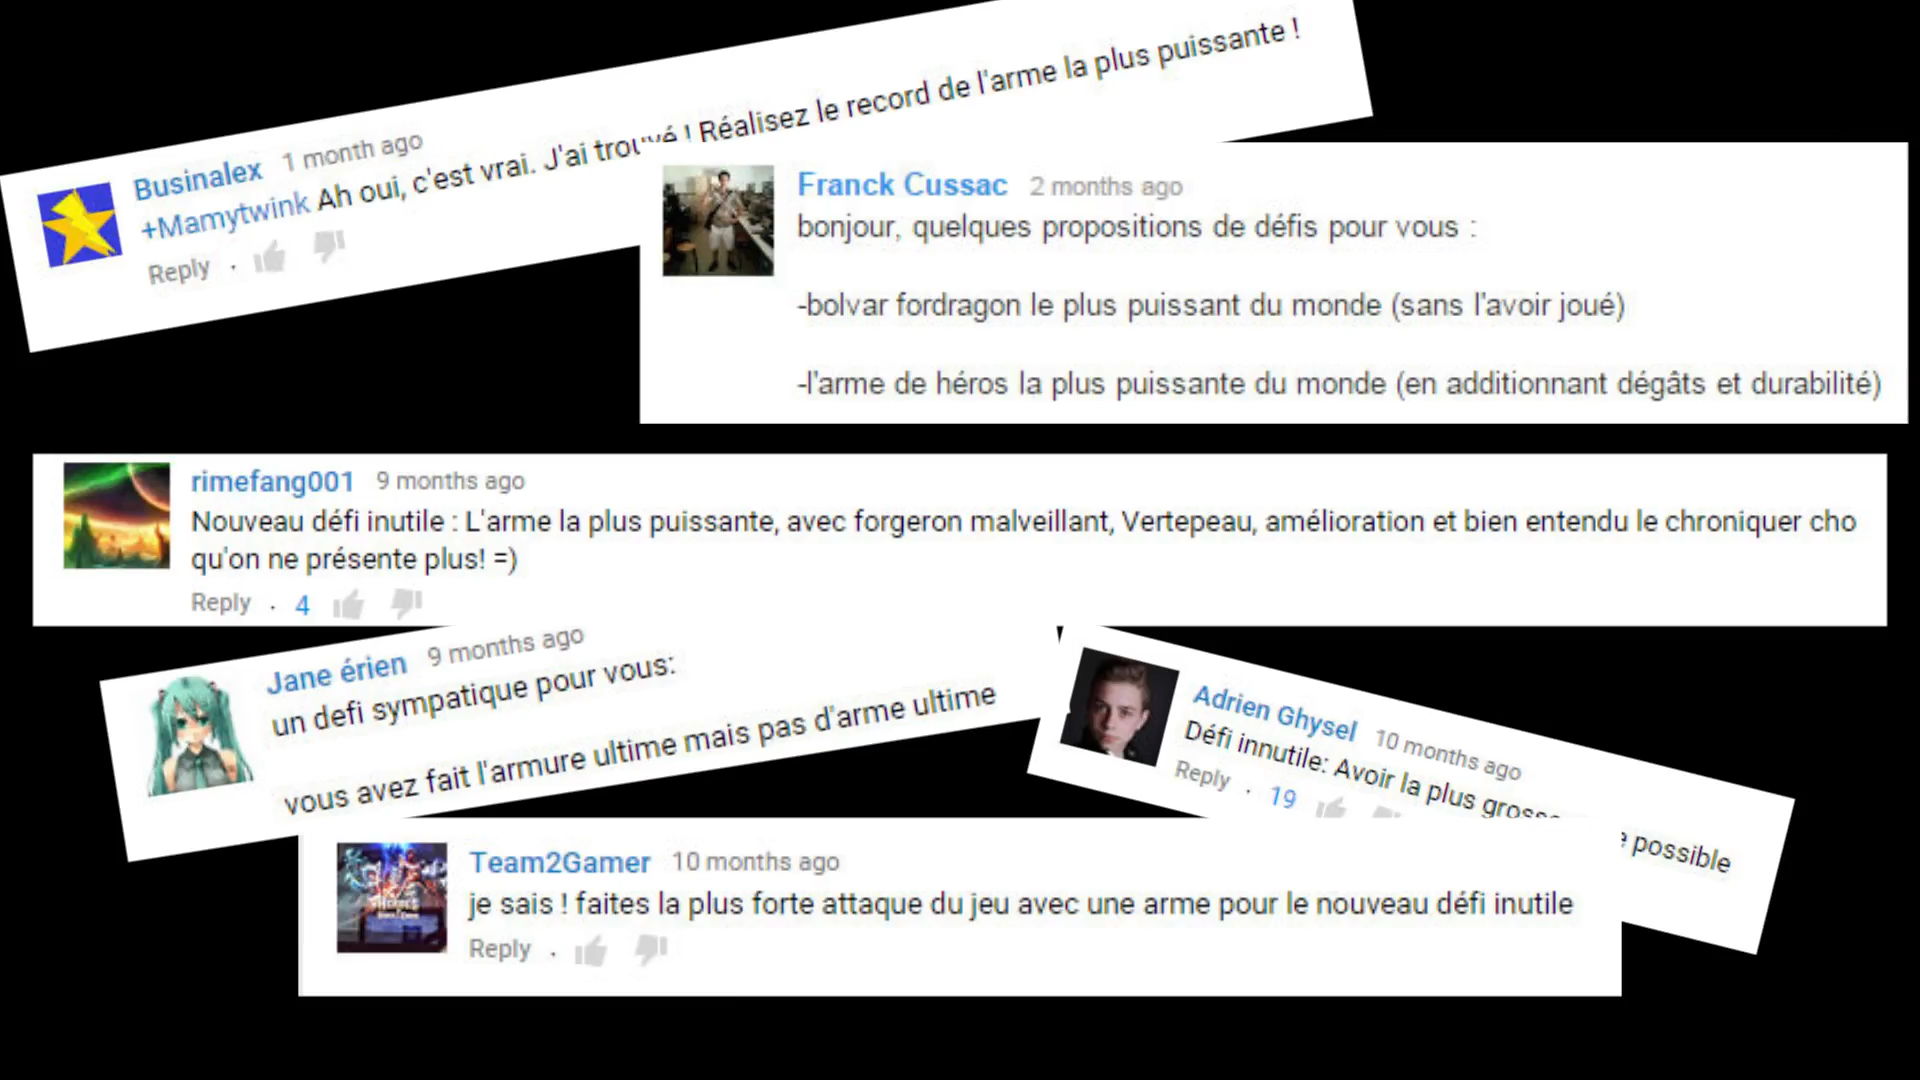 Businalex 1 month ago
+Mamytwink Ah oui, c'est vrai. J'ai trouvé ! Réalisez le record de l'arme la plus puissante !
Reply .
Franck Cussac 2 months ago
bonjour, quelques propositions de défis pour vous :
-bolvar fordragon le plus puissant du monde (sans l'avoir joué)
-l'arme de héros la plus puissante du monde (en additionnant dégâts et durabilité)
rimefang001 9 months ago
Nouveau défi inutile : L'arme la plus puissante, avec forgeron malveillant, Vertepeau, amélioration et bien entendu le chroniquer cho
qu'on ne présente plus! =)
Reply . 4
Jane érien 9 months ago
un defi sympatique pour vous:
vous avez fait l'armure ultime mais pas d'arme ultime
Adrien Ghysel 10 months ago
Défi innutile: Avoir la plus grosse possible
Reply . 19
Team2Gamer 10 months ago
je sais ! faites la plus forte attaque du jeu avec une arme pour le nouveau défi inutile
Reply .